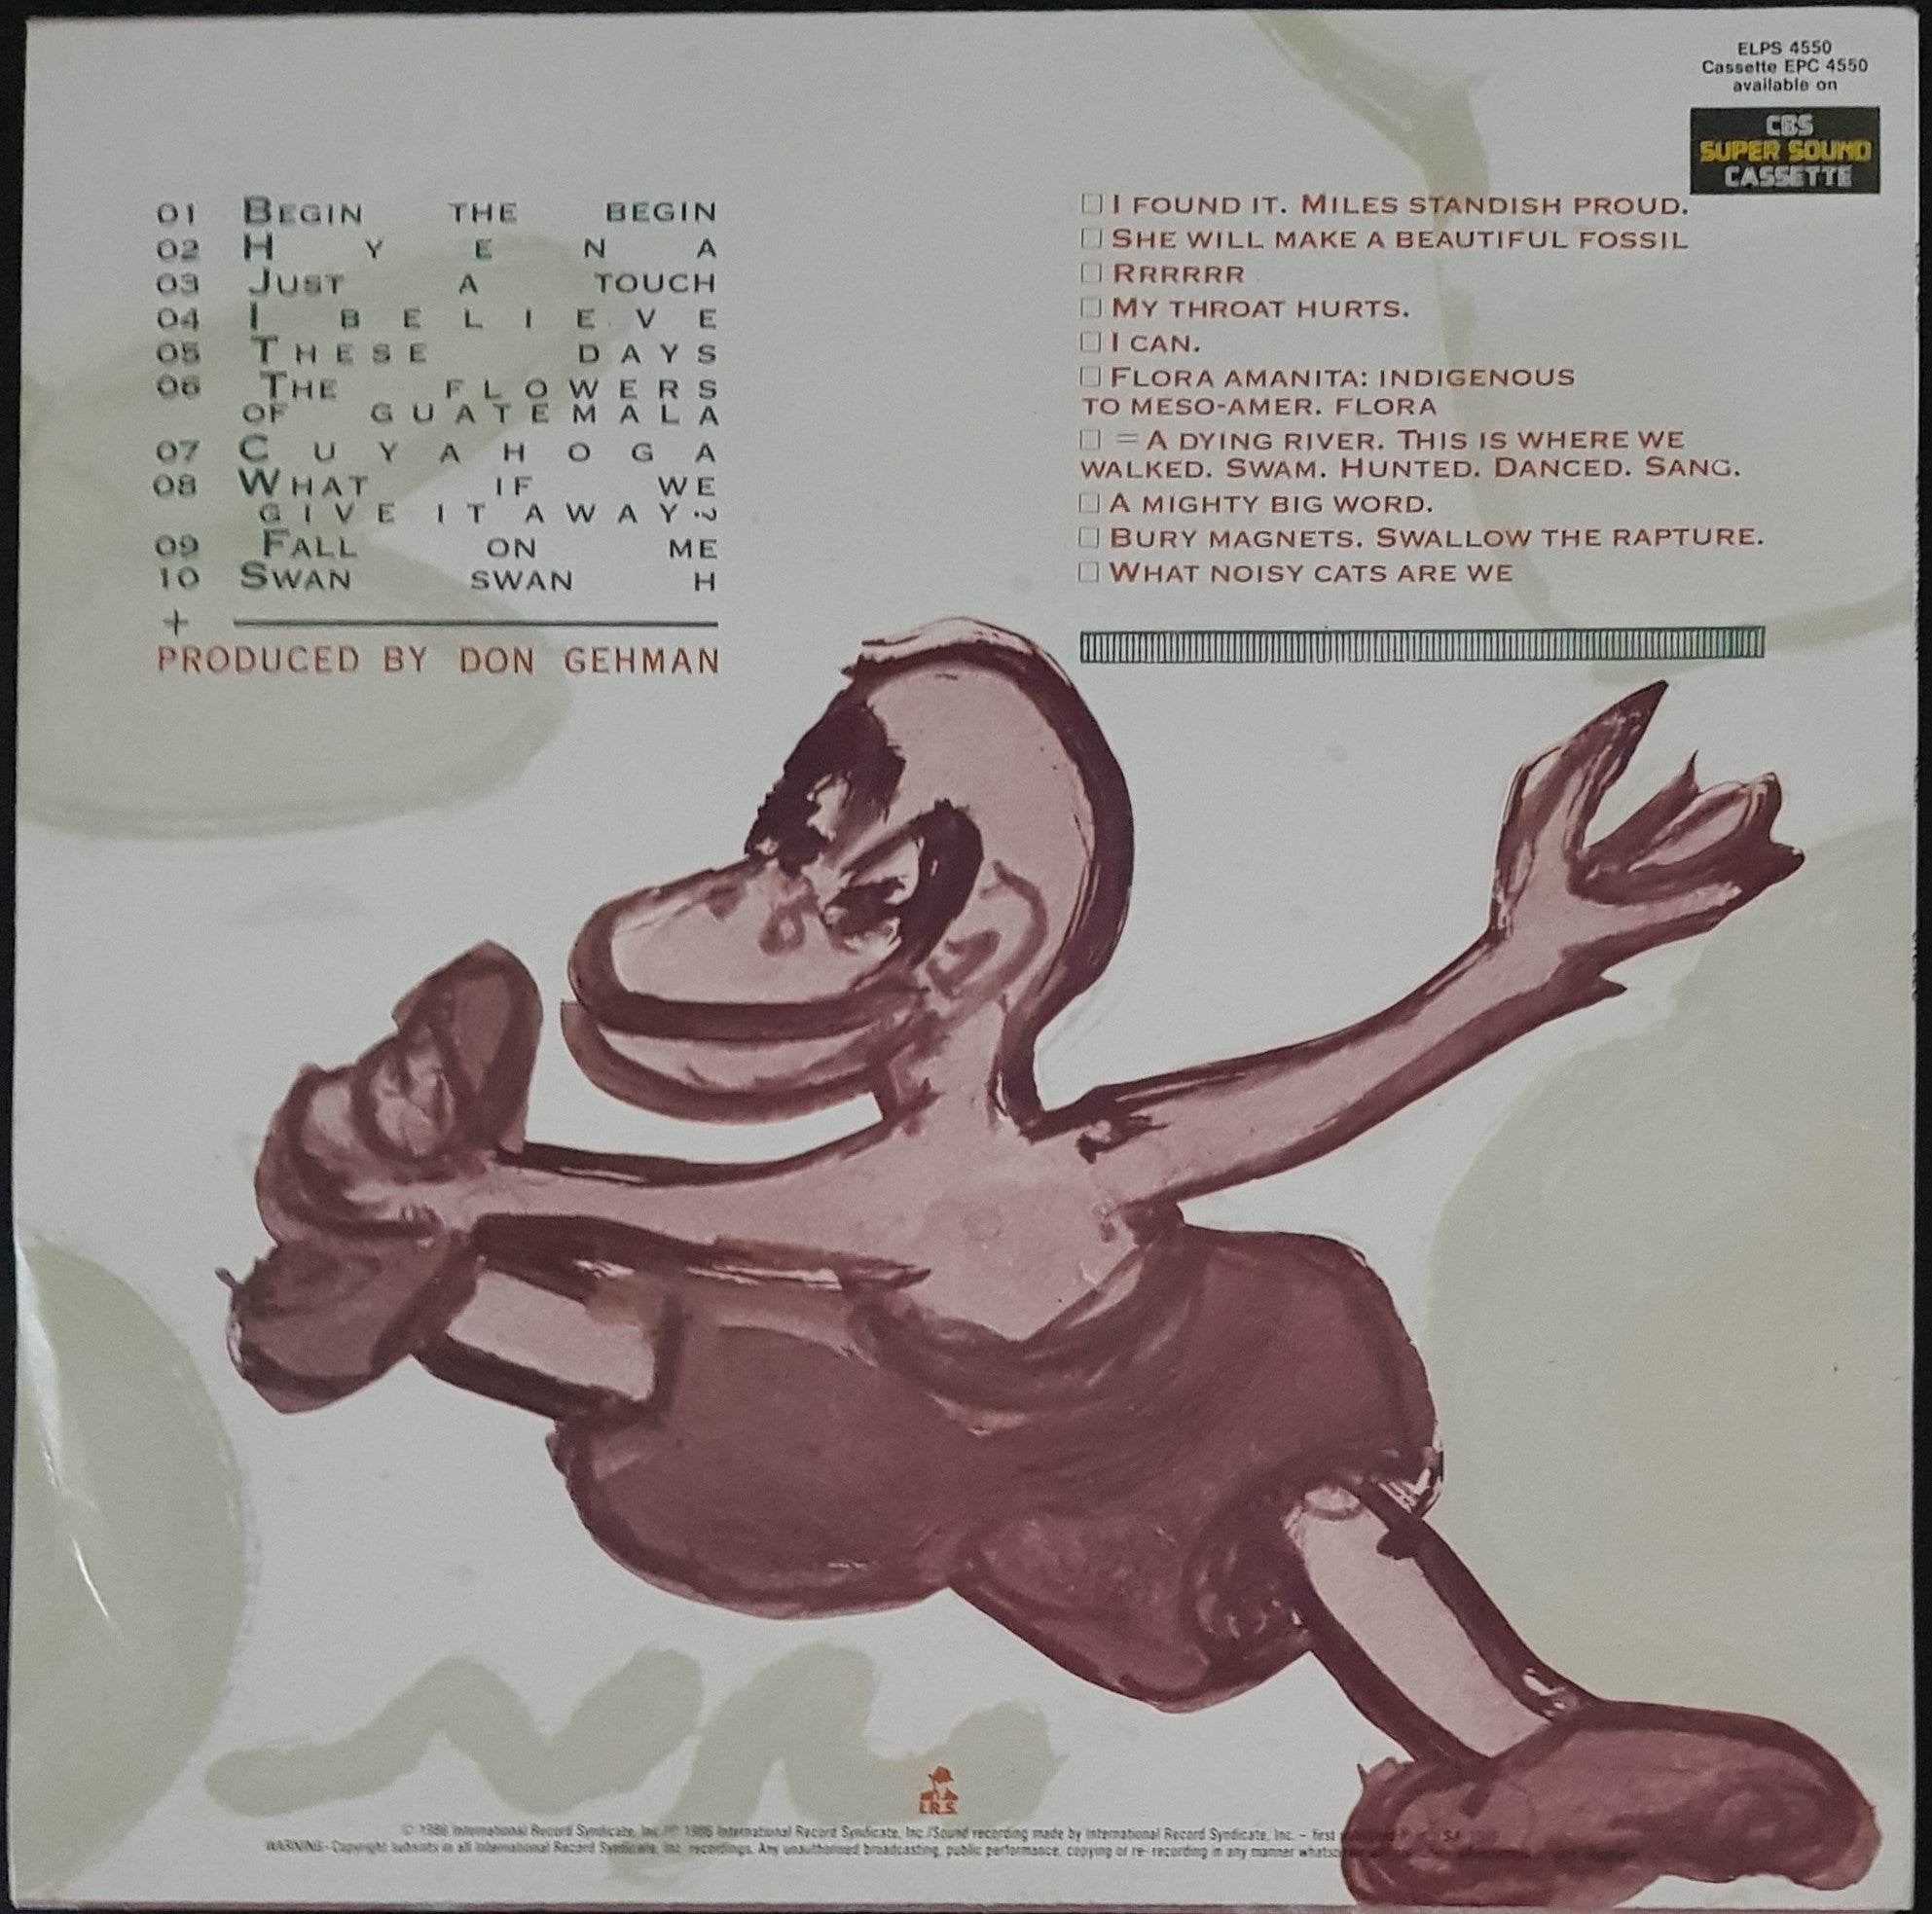 ELPS 4550
Cassette EPC 4550
available on
CBS
SUPER SOUND
CASSETTE
01 BEGIN THE BEGIN
02 HYENA
03 JUST A TOUCH
04 I BELIEVE
05 THESE DAYS
06 THE FLOWERS
OF GUATEMALA
07 CUYAHOGA
08 WHAT IF WE
GIVE IT AWAY?
09 FALL ON ME
10 SWAN SWAN H
+
PRODUCED BY DON GEHMAN
□ I FOUND IT. MILES STANDISH PROUD.
□ SHE WILL MAKE A BEAUTIFUL FOSSIL
□ RRRRRR
□ MY THROAT HURTS.
□ I CAN.
□ FLORA AMANITA: INDIGENOUS
TO MESO-AMER. FLORA
□ =A DYING RIVER. THIS IS WHERE WE
WALKED. SWAM. HUNTED. DANCED. SANG.
□ A MIGHTY BIG WORD.
□ BURY MAGNETS. SWALLOW THE RAPTURE.
□ WHAT NOISY CATS ARE WE
I.R.S.
© 1986 International Record Syndicate, Inc. ℗ 1986 International Record Syndicate, Inc./Sound recording made by International Record Syndicate, Inc. – first
WARNING- Copyright subsists in all International Record Syndicate, Inc. recordings. Any unauthorised broadcasting, public performance, copying or re-recording in any manner